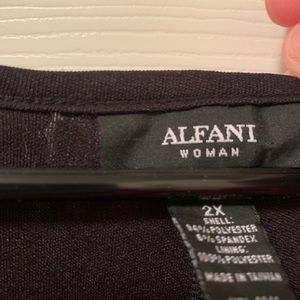 ALFANI
WOMAN
2X
SHELL:
94% POLYESTER
6% SPANDEX
LINING:
100% POLYESTER
MADE IN TAIWAN